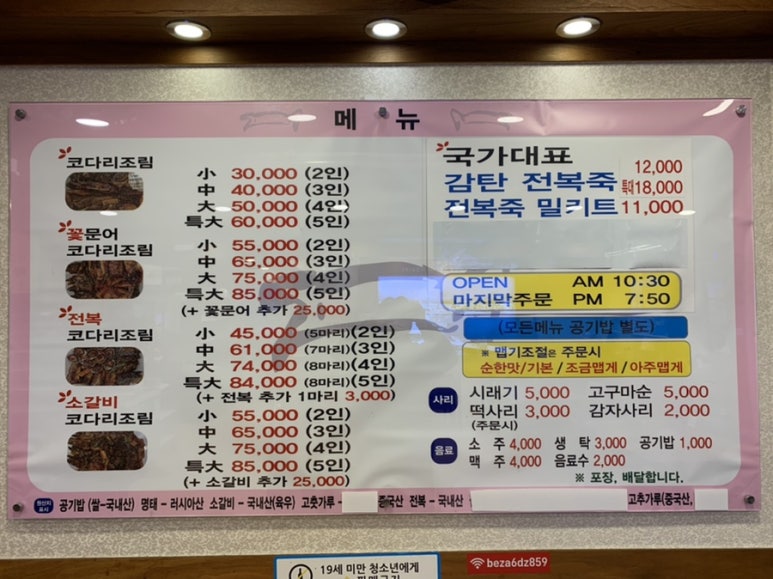 메 뉴
코다리조림
小 30,000 (2인)
中 40,000 (3인)
大 50,000 (4인)
특大 60,000 (5인)
꽃문어
코다리조림
小 55,000 (2인)
中 65,000 (3인)
大 75,000 (4인)
특大 85,000 (5인)
(+ 꽃문어 추가 25,000)
전복
코다리조림
小 45,000 (5마리)(2인)
中 61,000 (7마리)(3인)
大 74,000 (8마리)(4인)
특大 84,000 (8마리)(5인)
(+ 전복 추가 1마리 3,000)
소갈비
코다리조림
小 55,000 (2인)
中 65,000 (3인)
大 75,000 (4인)
특大 85,000 (5인)
(+ 소갈비 추가 25,000)
국가대표
감탄 전복죽 12,000
특대18,000
전복죽 밀키트 11,000
OPEN AM 10:30
마지막주문 PM 7:50
(모든메뉴 공기밥 별도)
※ 맵기조절은 주문시
순한맛/기본 / 조금맵게 / 아주맵게
사리 시래기 5,000 고구마순 5,000
떡사리 3,000 감자사리 2,000
(주문시)
음료 소 주 4,000 생 탁 3,000 공기밥 1,000
맥 주 4,000 음료수 2,000
※ 포장, 배달합니다.
원산지 표시 공기밥 (쌀-국내산) 명태 - 러시아산 소갈비 - 국내산(육우) 고춧가루 - 중국산 전복 - 국내산 - 고추가루(중국산,
19세 미만 청소년에게
beza6dz859